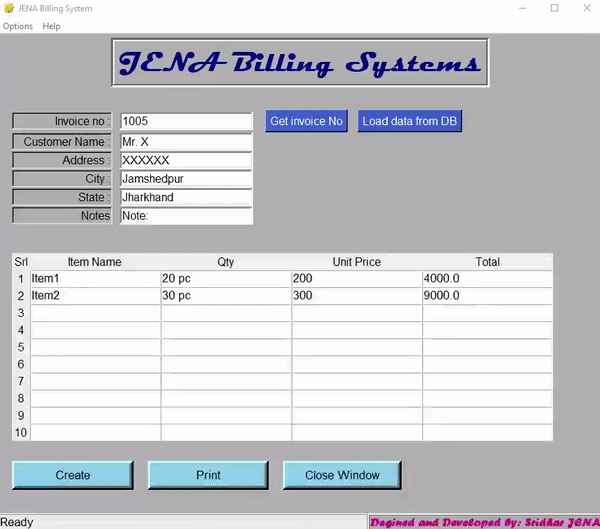 JENA Billing System
Options Help
JENA Billing Systems
Invoice no : 1005 Get invoice No Load data from DB
Customer Name : Mr. X
Address : XXXXXX
City : Jamshedpur
State : Jharkhand
Notes Note:
Srl Item Name Qty Unit Price Total
1 Item1 20 pc 200 4000.0
2 Item2 30 pc 300 9000.0
3
4
5
6
7
8
9
10
Create Print Close Window
Ready Degined and Developed by: Sridhar JENA